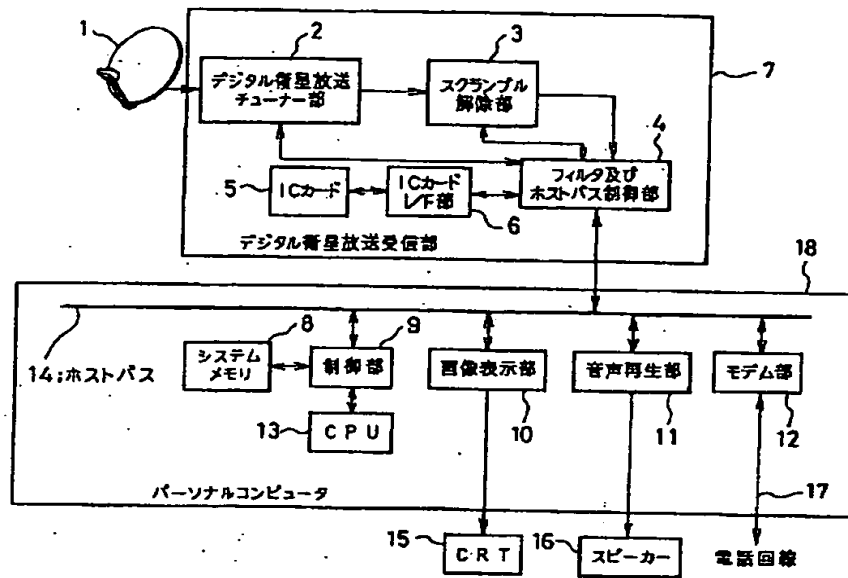 1
2
3
デジタル衛星放送
チューナー部
スクランブル
解除部
7
4
5
ICカード
ICカード
I/F部
6
フィルタ及び
ホストバス制御部
デジタル衛星放送受信部
18
8
9
14;ホストバス
システム
メモリ
制御部
画像表示部
音声再生部
モデム部
13
CPU
10
11
12
パーソナルコンピュータ
17
15
CRT
16
スピーカー
電話回線